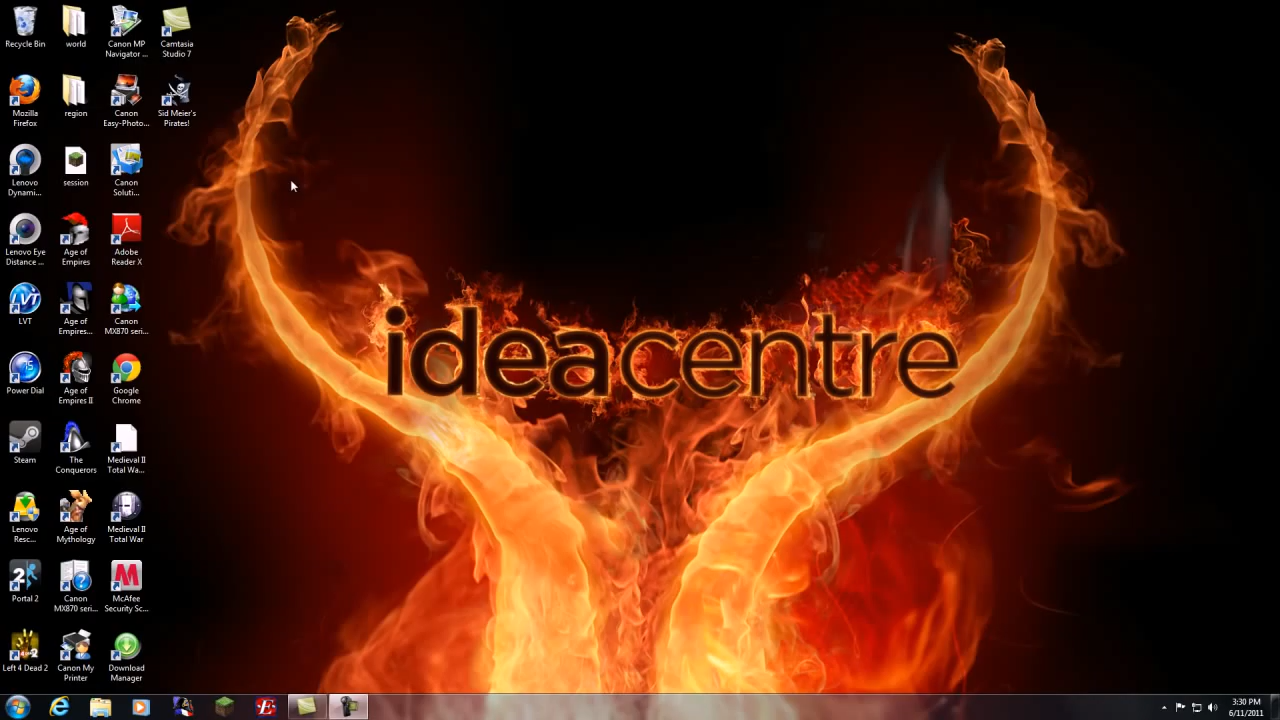 Recycle Bin
world
Canon MP
Navigator ...
Camtasia
Studio 7
Mozilla
Firefox
region
Canon
Easy-Photo...
Sid Meier's
Pirates!
Lenovo
Dynami...
session
Canon
Soluti...
Lenovo Eye
Distance ...
Age of
Empires
Adobe
Reader X
LVT
LVT
Age of
Empires...
Canon
MX870 seri...
Power Dial
Age of
Empires II
Google
Chrome
Steam
The
Conquerors
Medieval II
Total Wa...
Lenovo
Resc...
Age of
Mythology
Medieval II
Total War
2
Portal 2
Canon
MX870 seri...
McAfee
Security Sc...
2
Left 4 Dead 2
Canon My
Printer
Download
Manager
ideacentre
3:30 PM
6/11/2011